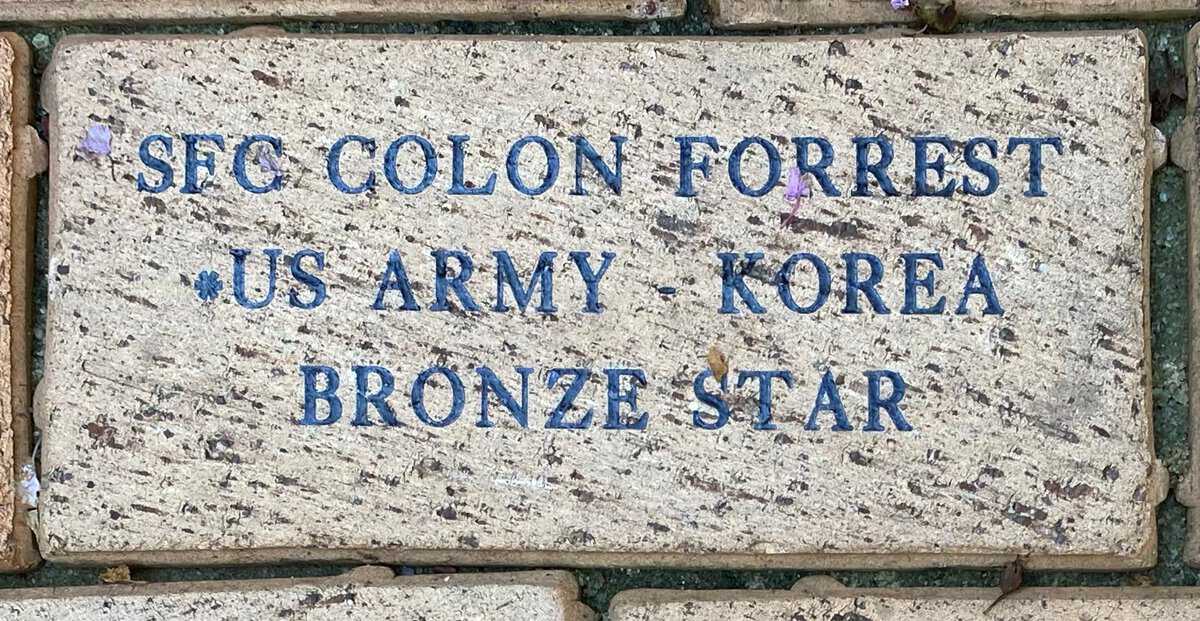 SFC COLON FORREST
*US ARMY - KOREA
BRONZE STAR